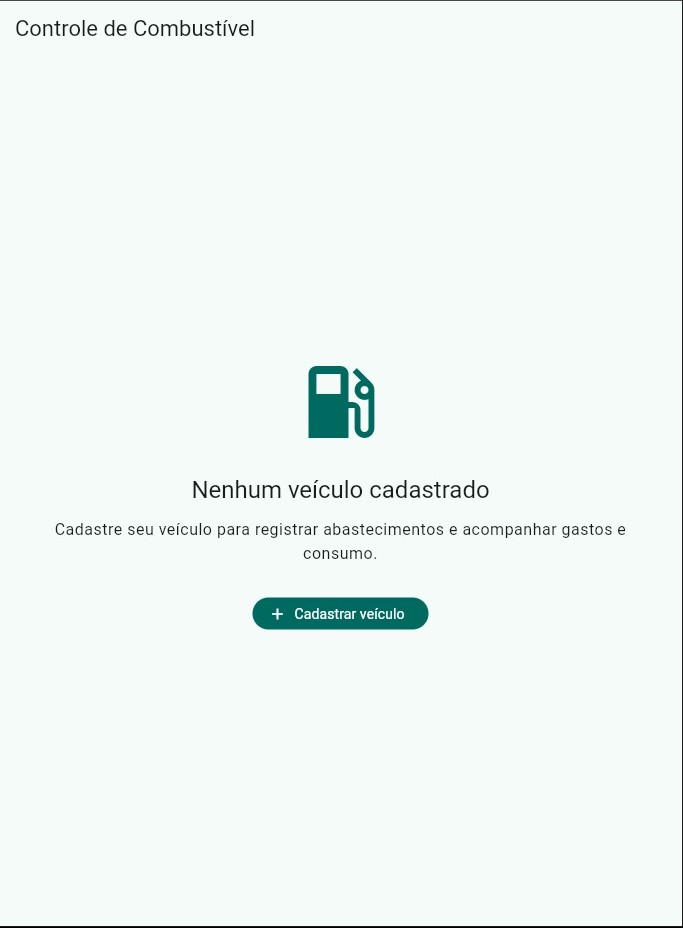 Controle de Combustível
Nenhum veículo cadastrado
Cadastre seu veículo para registrar abastecimentos e acompanhar gastos e
consumo.
+ Cadastrar veículo